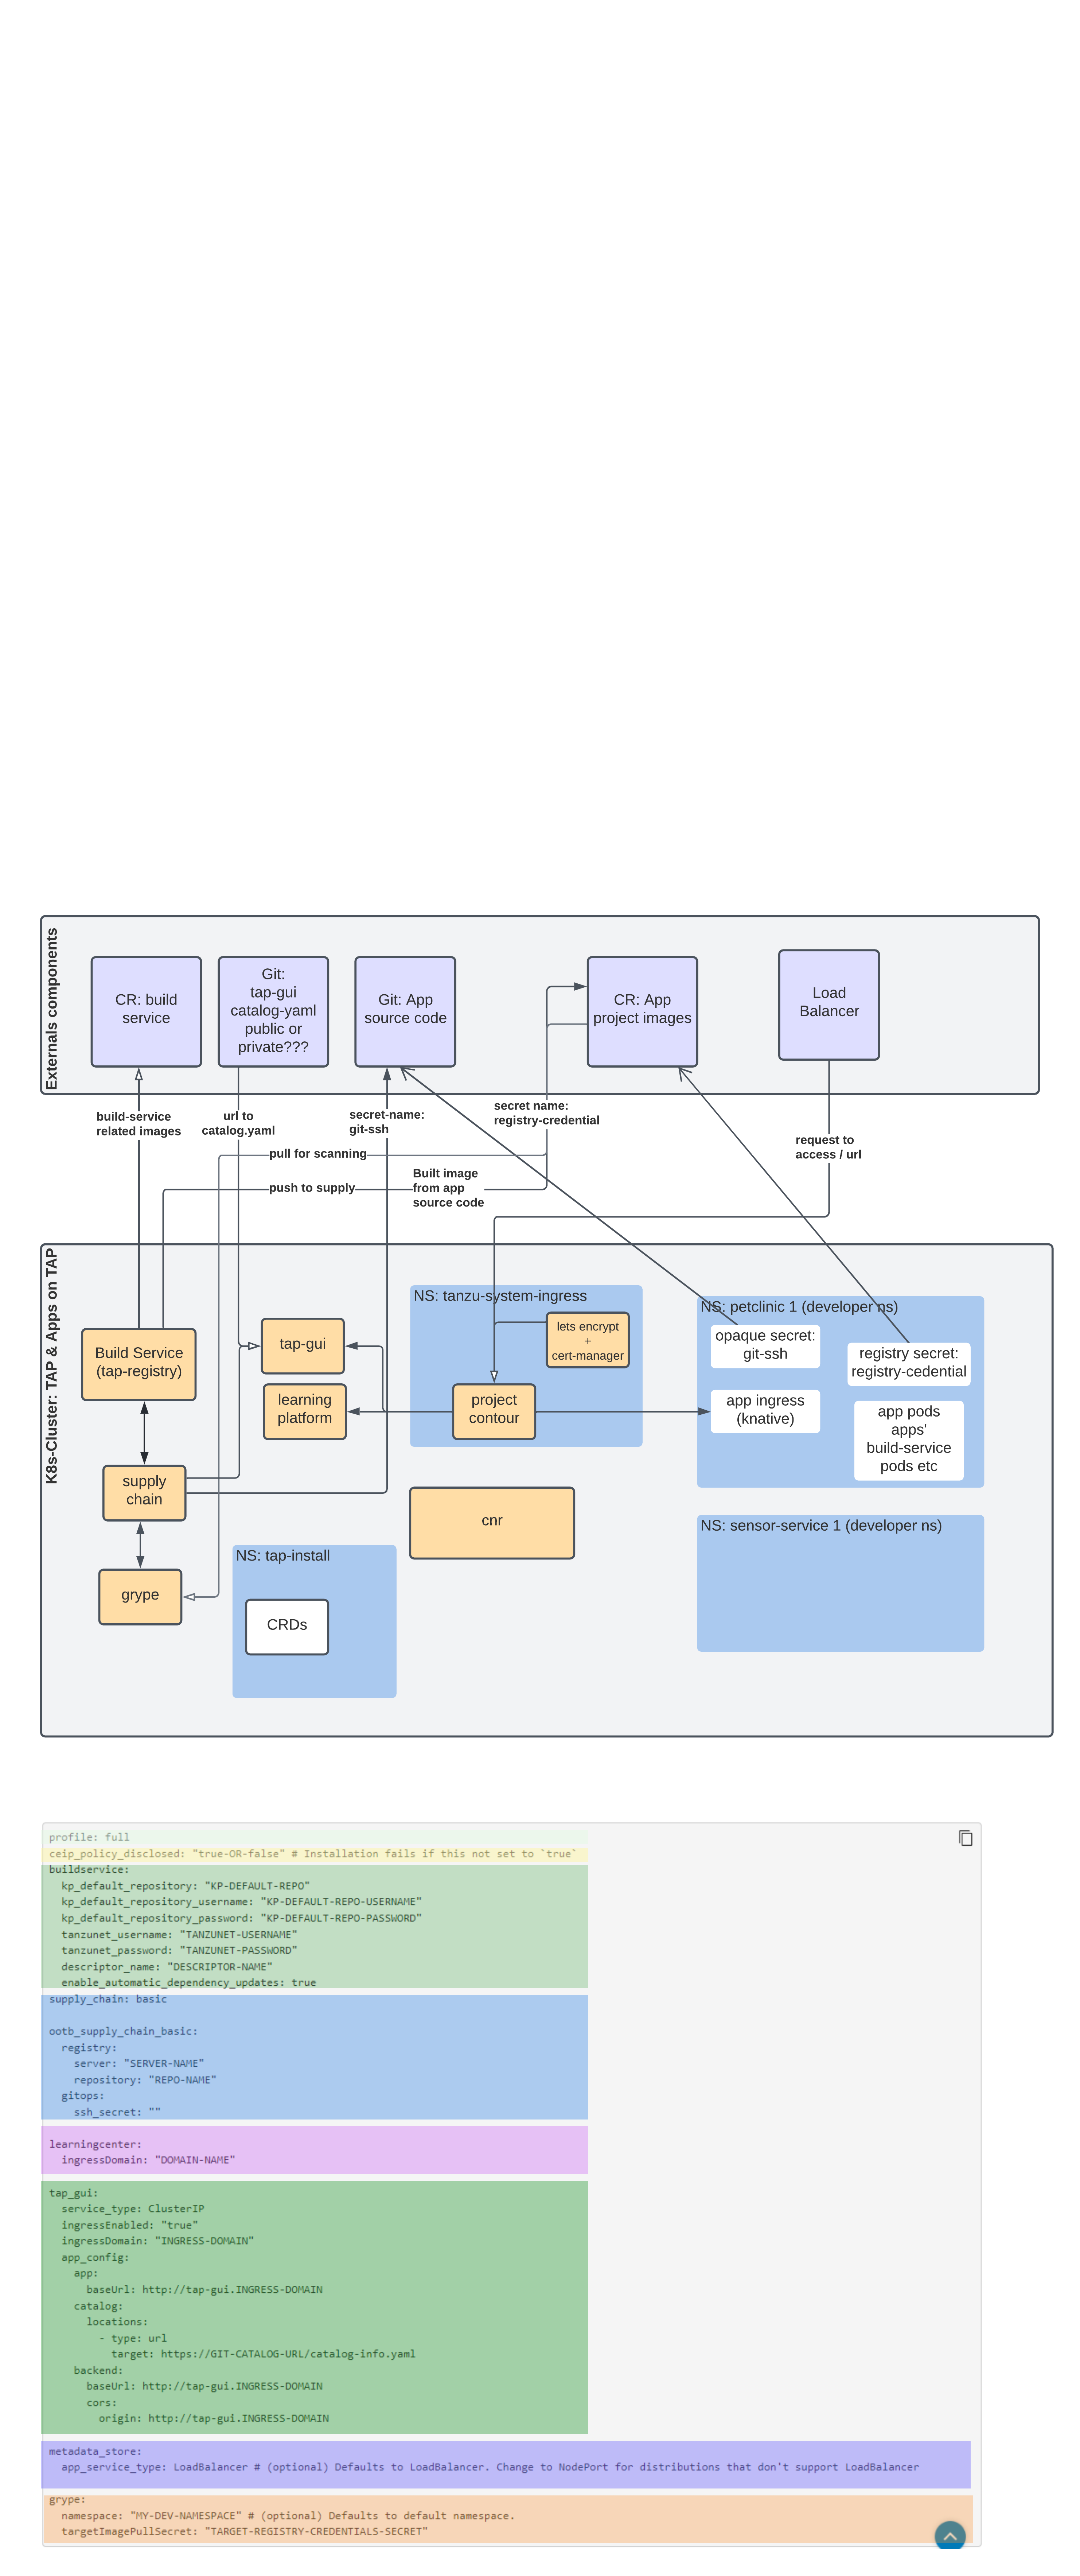 Externals components
CR: build
service
Git:
tap-gui
catalog-yaml
public or
private???
Git: App
source code
CR: App
project images
Load
Balancer
build-service
related images
url to
catalog.yaml
secret-name:
git-ssh
secret name:
registry-credential
request to
access / url
pull for scanning
push to supply
Built image
from app
source code
K8s-Cluster: TAP & Apps on TAP
NS: tanzu-system-ingress
lets encrypt
+
cert-manager
project
contour
Build Service
(tap-registry)
tap-gui
learning
platform
supply
chain
grype
cnr
NS: tap-install
CRDs
NS: petclinic 1 (developer ns)
opaque secret:
git-ssh
registry secret:
registry-cedential
app ingress
(knative)
app pods
apps'
build-service
pods etc
NS: sensor-service 1 (developer ns)
profile: full
ceip_policy_disclosed: "true-OR-false" # Installation fails if this not set to `true`
buildservice:
kp_default_repository: "KP-DEFAULT-REPO"
kp_default_repository_username: "KP-DEFAULT-REPO-USERNAME"
kp_default_repository_password: "KP-DEFAULT-REPO-PASSWORD"
tanzunet_username: "TANZUNET-USERNAME"
tanzunet_password: "TANZUNET-PASSWORD"
descriptor_name: "DESCRIPTOR-NAME"
enable_automatic_dependency_updates: true
supply_chain: basic
ootb_supply_chain_basic:
registry:
server: "SERVER-NAME"
repository: "REPO-NAME"
gitops:
ssh_secret: ""
learningcenter:
ingressDomain: "DOMAIN-NAME"
tap_gui:
service_type: ClusterIP
ingressEnabled: "true"
ingressDomain: "INGRESS-DOMAIN"
app_config:
app:
baseUrl: http://tap-gui.INGRESS-DOMAIN
catalog:
locations:
- type: url
target: https://GIT-CATALOG-URL/catalog-info.yaml
backend:
baseUrl: http://tap-gui.INGRESS-DOMAIN
cors:
origin: http://tap-gui.INGRESS-DOMAIN
metadata_store:
app_service_type: LoadBalancer # (optional) Defaults to LoadBalancer. Change to NodePort for distributions that don't support LoadBalancer
grype:
namespace: "MY-DEV-NAMESPACE" # (optional) Defaults to default namespace.
targetImagePullSecret: "TARGET-REGISTRY-CREDENTIALS-SECRET"